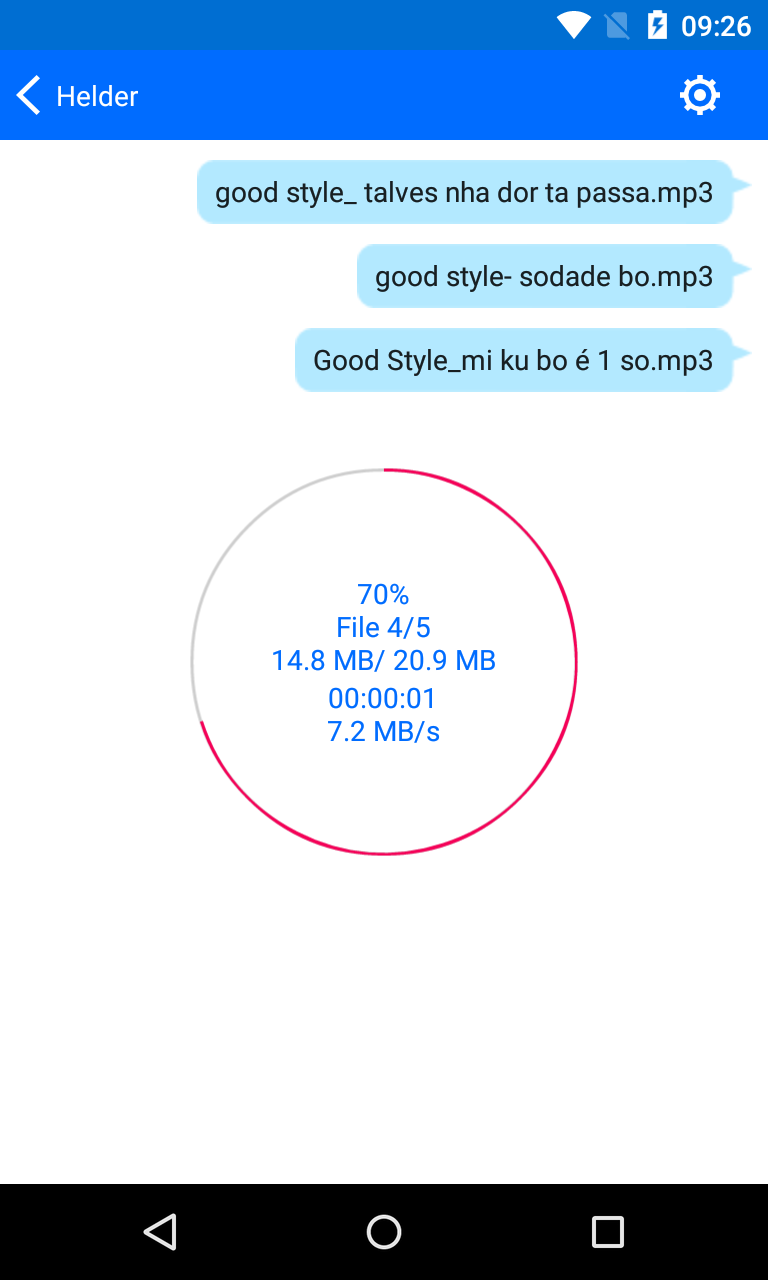 09:26
Helder
good style_ talves nha dor ta passa.mp3
good style- sodade bo.mp3
Good Style_mi ku bo é 1 so.mp3
70%
File 4/5
14.8 MB/ 20.9 MB
00:00:01
7.2 MB/s